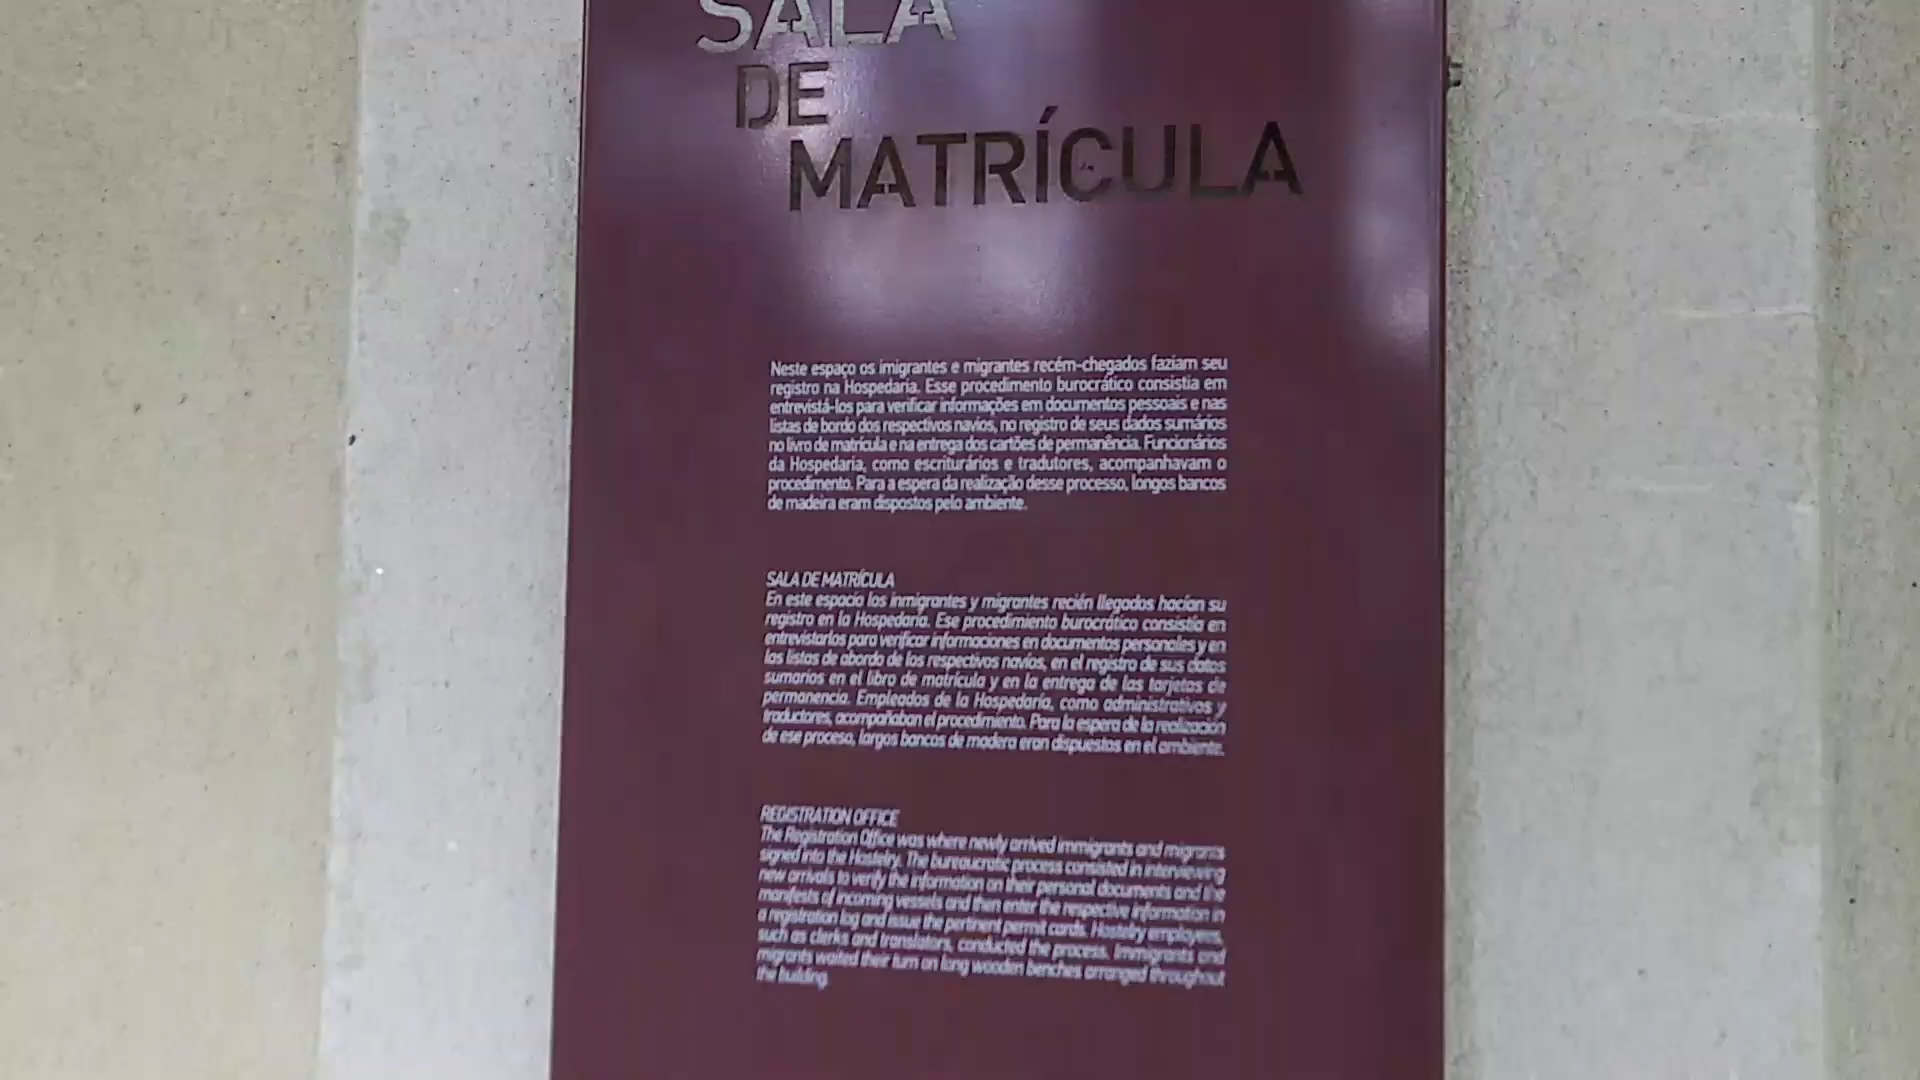 SALA
DE
MATRÍCULA
Neste espaço os imigrantes e migrantes recém-chegados faziam seu
registro na Hospedaria. Esse procedimento burocrático consistia em
entrevistá-los para verificar informações em documentos pessoais e nas
listas de bordo dos respectivos navios, no registro de seus dados sumários
no livro de matrícula e na entrega dos cartões de permanência. Funcionários
da Hospedaria, como escriturários e tradutores, acompanhavam o
procedimento. Para a espera da realização desse processo, longos bancos
de madeira eram dispostos pelo ambiente.
SALA DE MATRÍCULA
En este espacio los inmigrantes y migrantes recién llegados hacían su
registro en la Hospedaría. Ese procedimiento burocrático consistía en
entrevistarlos para verificar informaciones en documentos personales y en
las listas de abordo de los respectivos navíos, en el registro de sus datos
sumarios en el libro de matrícula y en la entrega de las tarjetas de
permanencia. Empleados de la Hospedaría, como administrativos y
traductores, acompañaban el procedimiento. Para la espera de la realización
de ese proceso, largos bancos de madera eran dispuestos en el ambiente.
REGISTRATION OFFICE
The Registration Office was where newly arrived immigrants and migrants
signed into the Hostelry. The bureaucratic process consisted in interviewing
new arrivals to verify the information on their personal documents and the
manifests of incoming vessels and then enter the respective information in
a registration log and issue the pertinent permit cards. Hostelry employees,
such as clerks and translators, conducted the process. Immigrants and
migrants waited their turn on long wooden benches arranged throughout
the building.